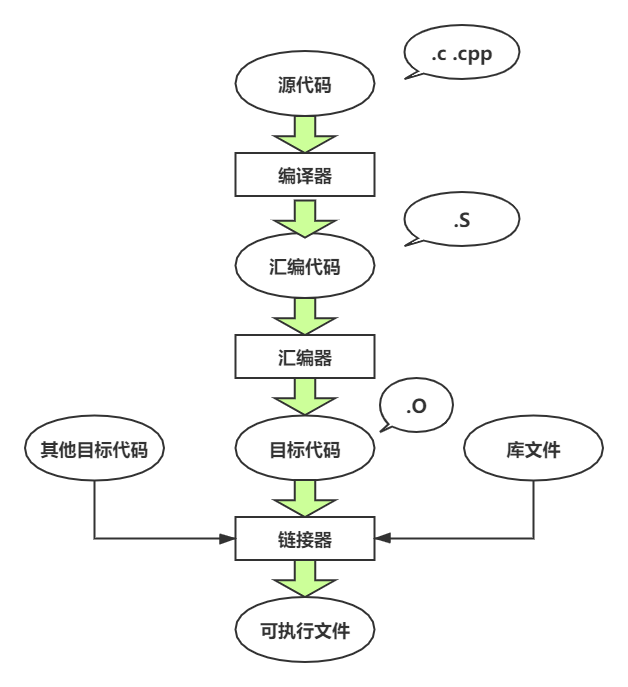 .c .cpp
源代码
编译器
.S
汇编代码
汇编器
.O
其他目标代码
目标代码
库文件
链接器
可执行文件